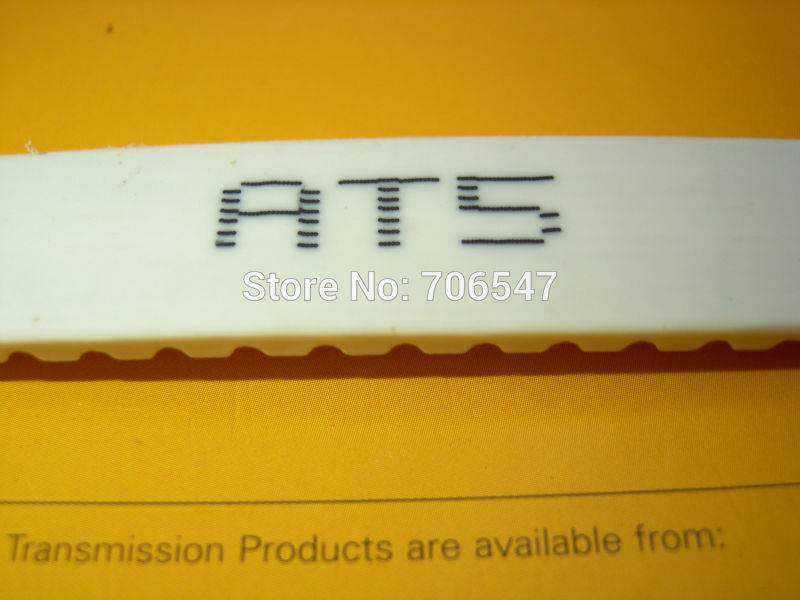 AT5
Store No: 706547
Transmission Products are available from: